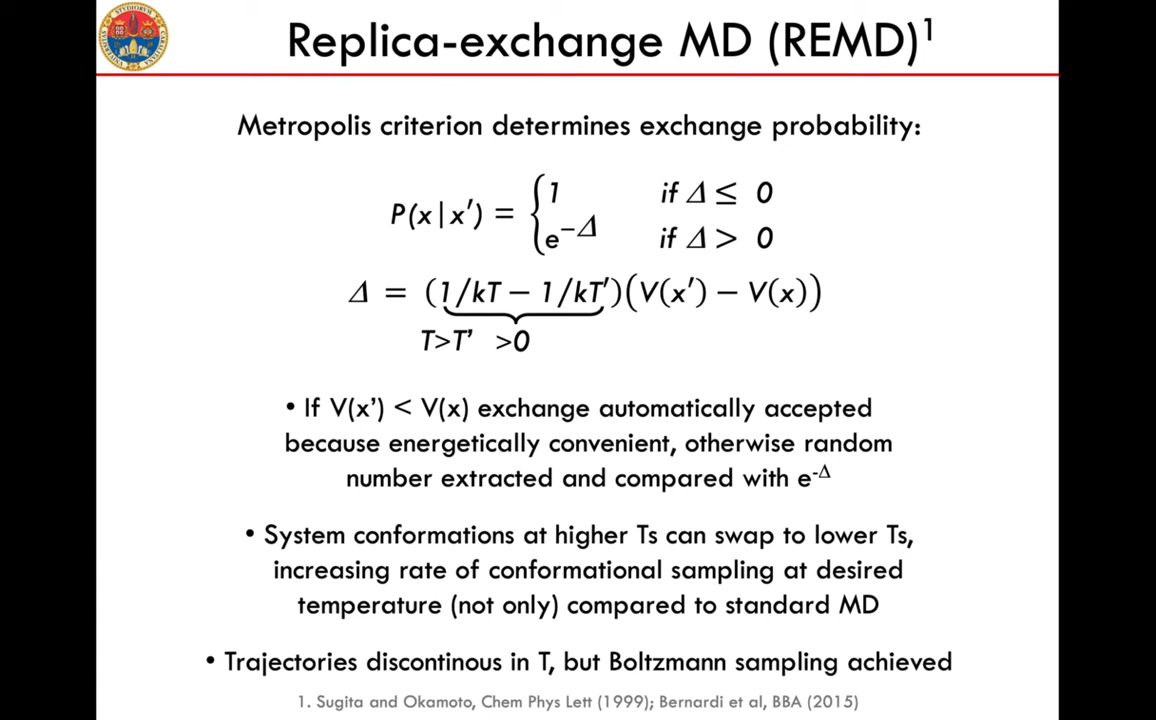 Replica-exchange MD (REMD)¹
Metropolis criterion determines exchange probability:
1 if Δ ≤ 0
P(x|x′) = {
e^−Δ if Δ > 0
Δ = (1/kT − 1/kT′)(V(x′) − V(x))
T>T’ >0
• If V(x’) < V(x) exchange automatically accepted
because energetically convenient, otherwise random
number extracted and compared with e^-Δ
• System conformations at higher Ts can swap to lower Ts,
increasing rate of conformational sampling at desired
temperature (not only) compared to standard MD
• Trajectories discontinous in T, but Boltzmann sampling achieved
1. Sugita and Okamoto, Chem Phys Lett (1999); Bernardi et al, BBA (2015)